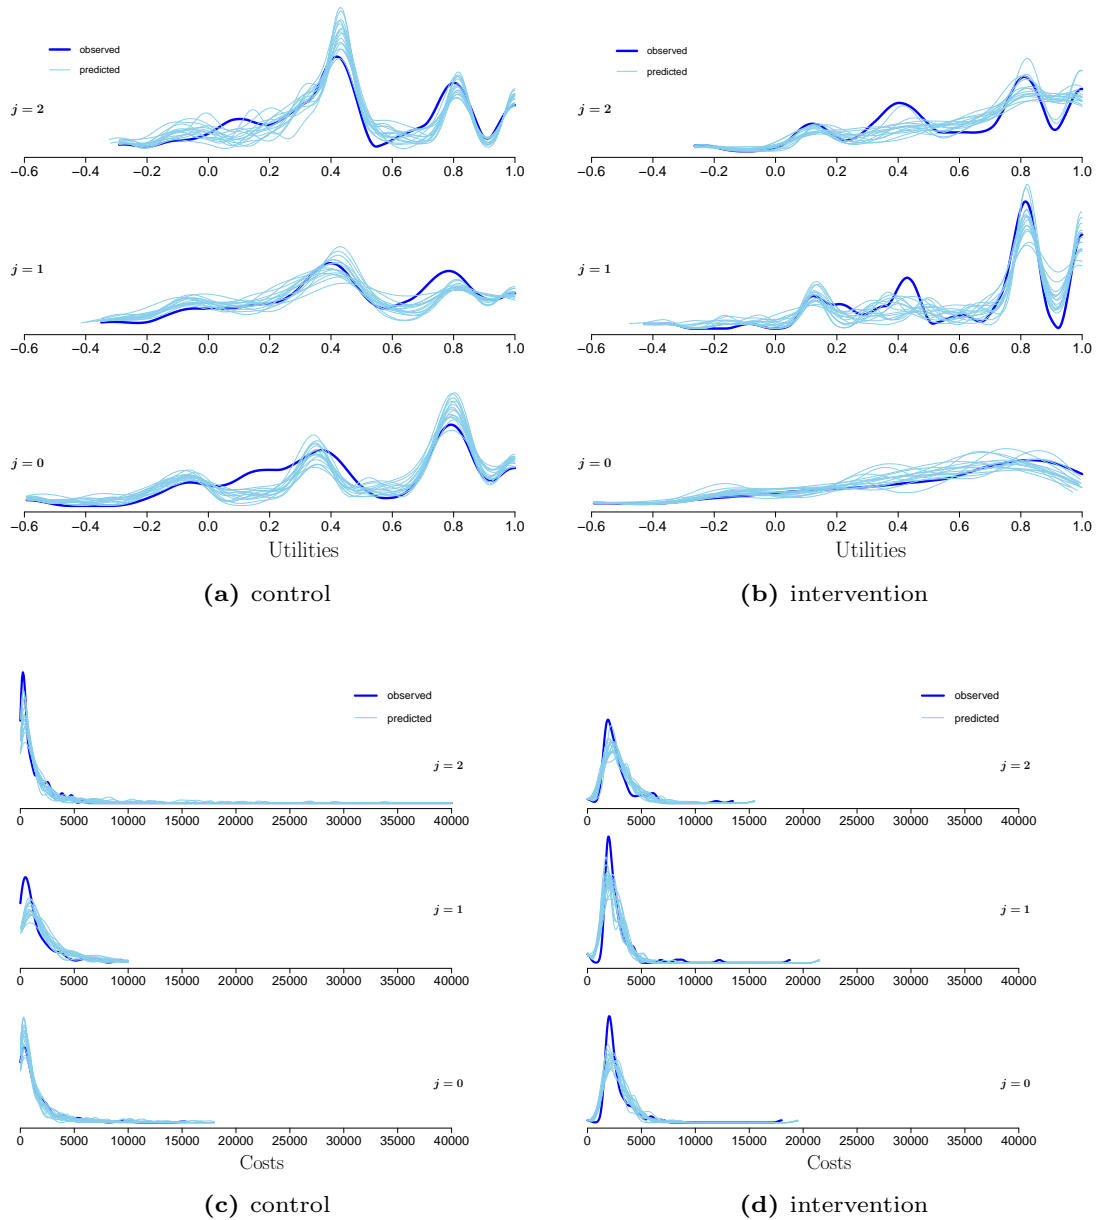 observed
predicted
j = 2
−0.6 −0.4 −0.2 0.0 0.2 0.4 0.6 0.8 1.0
j = 1
−0.6 −0.4 −0.2 0.0 0.2 0.4 0.6 0.8 1.0
j = 0
−0.6 −0.4 −0.2 0.0 0.2 0.4 0.6 0.8 1.0
Utilities
(a) control
observed
predicted
j = 2
−0.6 −0.4 −0.2 0.0 0.2 0.4 0.6 0.8 1.0
j = 1
−0.6 −0.4 −0.2 0.0 0.2 0.4 0.6 0.8 1.0
j = 0
−0.6 −0.4 −0.2 0.0 0.2 0.4 0.6 0.8 1.0
Utilities
(b) intervention
observed
predicted
j = 2
0 5000 10000 15000 20000 25000 30000 35000 40000
j = 1
0 5000 10000 15000 20000 25000 30000 35000 40000
j = 0
0 5000 10000 15000 20000 25000 30000 35000 40000
Costs
(c) control
observed
predicted
j = 2
0 5000 10000 15000 20000 25000 30000 35000 40000
j = 1
0 5000 10000 15000 20000 25000 30000 35000 40000
j = 0
0 5000 10000 15000 20000 25000 30000 35000 40000
Costs
(d) intervention